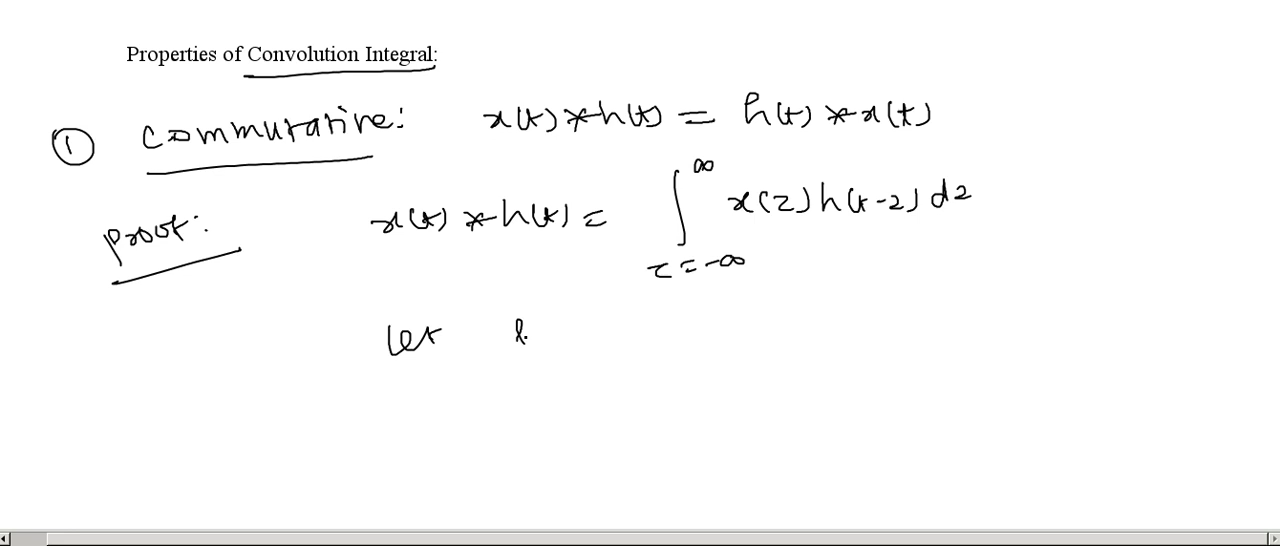 Properties of Convolution Integral:
① Commutative: x(t) * h(t) = h(t) * x(t)
Proof: x(t) * h(t) = ∫_{τ=-∞}^{∞} x(τ) h(t-τ) dτ
let